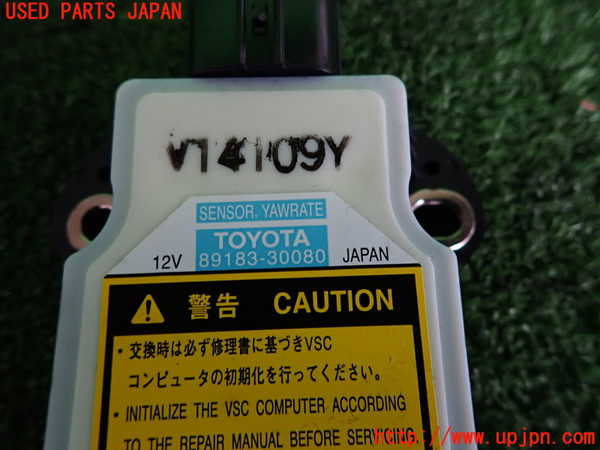 USED PARTS JAPAN
V14109Y
SENSOR, YAWRATE
TOYOTA
12V 89183-30080 JAPAN
警告 CAUTION
・交換時は必ず修理書に基づきVSC
コンピュータの初期化を行ってください。
・INITIALIZE THE VSC COMPUTER ACCORDING
TO THE REPAIR MANUAL BEFORE SERVICING
http://www.upjpn.com/